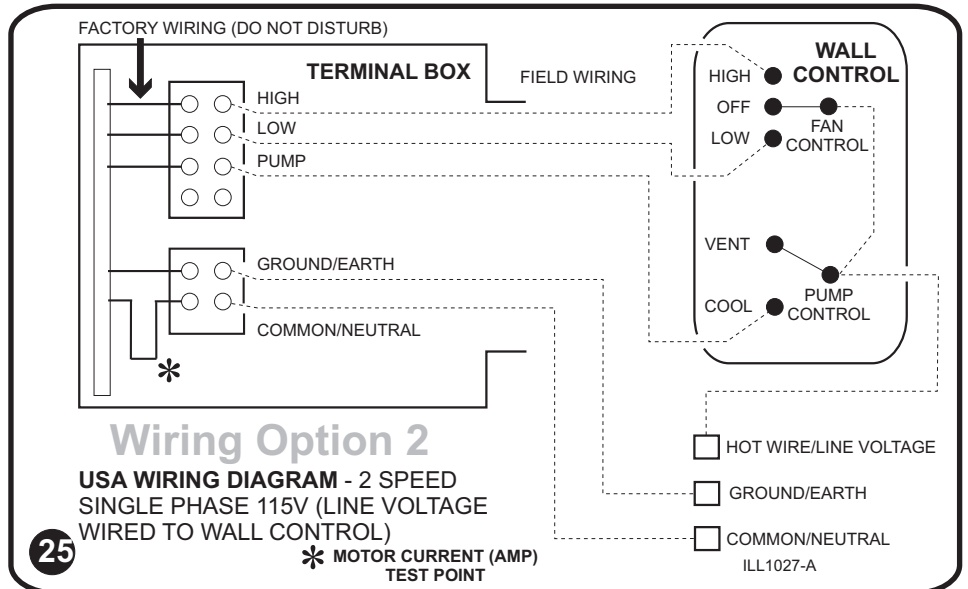 FACTORY WIRING (DO NOT DISTURB)
TERMINAL BOX
FIELD WIRING
HIGH
LOW
PUMP
GROUND/EARTH
COMMON/NEUTRAL
*
WALL
CONTROL
HIGH
OFF
LOW
FAN
CONTROL
VENT
COOL
PUMP
CONTROL
HOT WIRE/LINE VOLTAGE
GROUND/EARTH
COMMON/NEUTRAL
ILL1027-A
Wiring Option 2
USA WIRING DIAGRAM - 2 SPEED
SINGLE PHASE 115V (LINE VOLTAGE
WIRED TO WALL CONTROL)
25
* MOTOR CURRENT (AMP)
TEST POINT